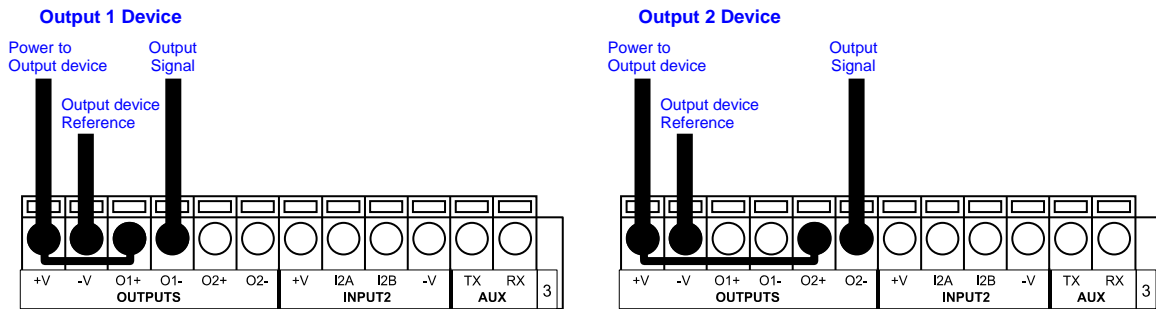 Output 1 Device
Power to
Output device
Output
Signal
Output device
Reference
+V -V O1+ O1- O2+ O2- +V I2A I2B -V TX RX
OUTPUTS INPUT2 AUX 3
Output 2 Device
Power to
Output device
Output
Signal
Output device
Reference
+V -V O1+ O1- O2+ O2- +V I2A I2B -V TX RX
OUTPUTS INPUT2 AUX 3